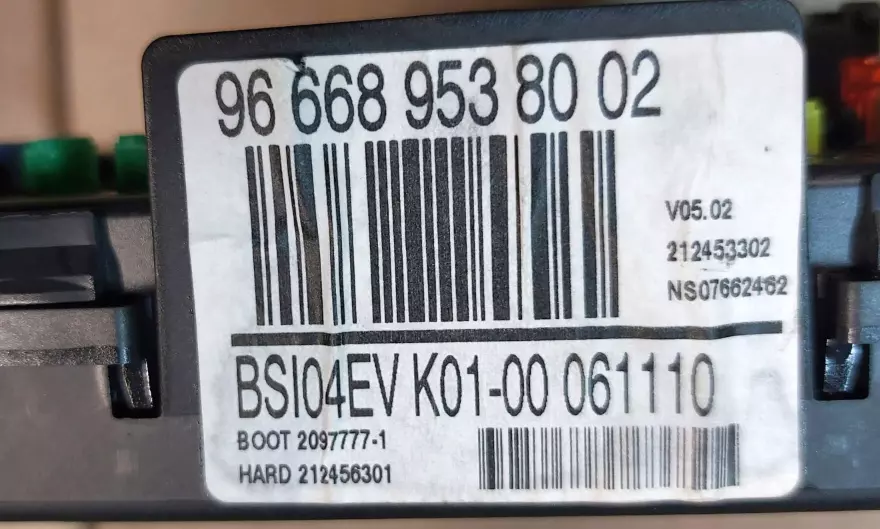 96 668 953 80 02
V05.02
212453302
NS07662462
BSI04EV K01-00 061110
BOOT 2097777-1
HARD 212456301